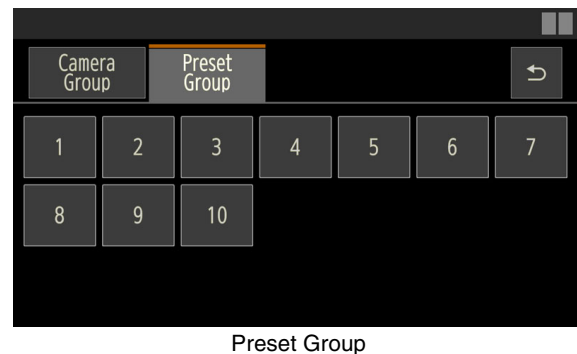 Camera
Group
Preset
Group
1 2 3 4 5 6 7
8 9 10
Preset Group